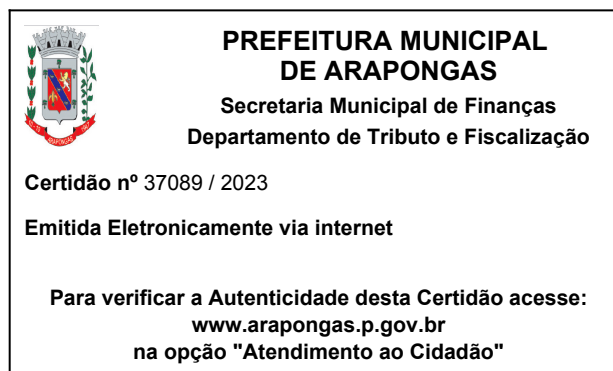 PREFEITURA MUNICIPAL
DE ARAPONGAS
Secretaria Municipal de Finanças
Departamento de Tributo e Fiscalização
ARAPONGAS
Certidão nº 37089 / 2023
Emitida Eletronicamente via internet
Para verificar a Autenticidade desta Certidão acesse:
www.arapongas.p.gov.br
na opção "Atendimento ao Cidadão"